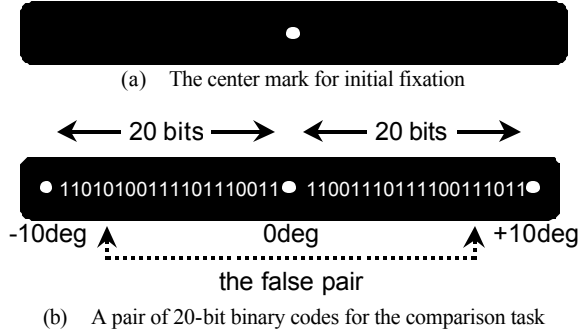 (a) The center mark for initial fixation
20 bits 20 bits
11010100111101110011 11001110111100111011
-10deg 0deg +10deg
the false pair
(b) A pair of 20-bit binary codes for the comparison task